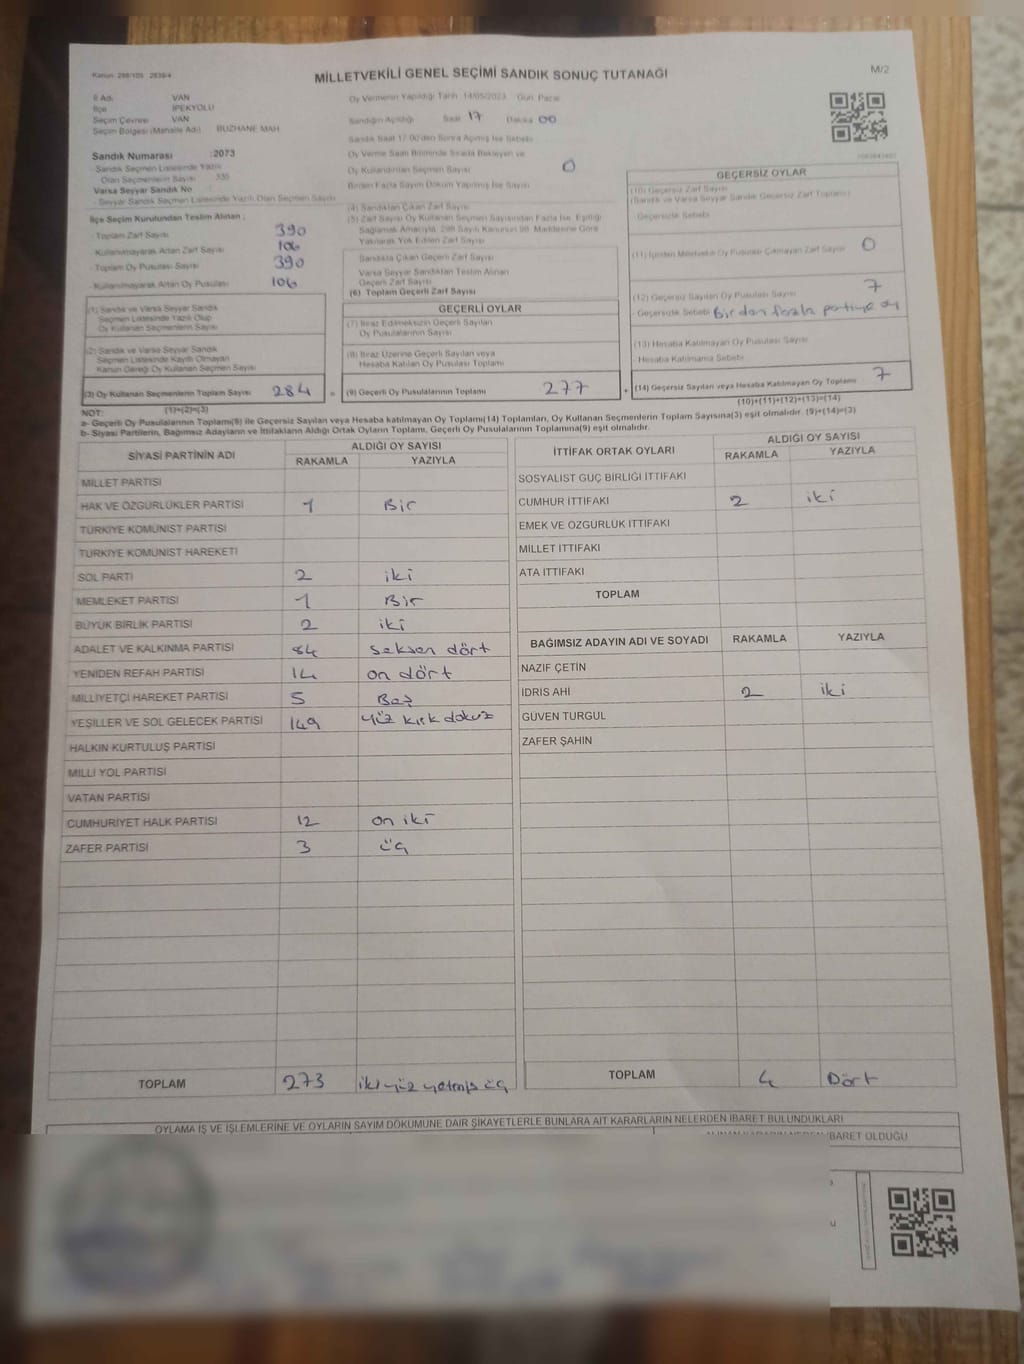 Kanun: 298/105 2839/4
MİLLETVEKİLİ GENEL SEÇİMİ SANDIK SONUÇ TUTANAĞI
M/2
İl Adı VAN
İlçe İPEKYOLU
Seçim Çevresi VAN
Seçim Bölgesi (Mahalle Adı) BUZHANE MAH
Oy Vermenin Yapıldığı Tarih 14/05/2023 Gün: Pazar
Sandığın Açıldığı Saat 17 Dakika 00
Sandık Saat 17.00'den Sonra Açılmış İse Sebebi
Sandık Numarası :2073
Sandık Seçmen Listesinde Yazılı
Olan Seçmenlerin Sayısı 335
Varsa Seyyar Sandık No
Seyyar Sandık Seçmen Listesinde Yazılı Olan Seçmen Sayısı
Oy Verme Saati Bitiminde Sırada Bekleyen ve
Oy Kullandırılan Seçmen Sayısı 0
Birden Fazla Sayım Döküm Yapılmış İse Sayısı
İlçe Seçim Kurulundan Teslim Alınan ;
- Toplam Zarf Sayısı 390
- Kullanılmayarak Artan Zarf Sayısı 106
- Toplam Oy Pusulası Sayısı 390
- Kullanılmayarak Artan Oy Pusulası 106
(1) Sandık ve Varsa Seyyar Sandık
Seçmen Listesinde Yazılı Olup
Oy Kullanan Seçmenlerin Sayısı
(2) Sandık ve Varsa Seyyar Sandık
Seçmen Listesinde Kayıtlı Olmayan
Kanun Gereği Oy Kullanan Seçmen Sayısı
(3) Oy Kullanan Seçmenlerin Toplam Sayısı 284 =
(1)+(2)=(3)
(4) Sandıktan Çıkan Zarf Sayısı
(5) Zarf Sayısı Oy Kullanan Seçmen Sayısından Fazla İse Eşitliği
Sağlamak Amacıyla, 298 Sayılı Kanunun 98. Maddesine Göre
Yakılarak Yok Edilen Zarf Sayısı
Sandıkta Çıkan Geçerli Zarf Sayısı
Varsa Seyyar Sandıktan Teslim Alınan
Geçerli Zarf Sayısı
(6) Toplam Geçerli Zarf Sayısı
GEÇERLİ OYLAR
(7) İtiraz Edilmeksizin Geçerli Sayılan
Oy Pusulalarının Sayısı
(8) İtiraz Üzerine Geçerli Sayılan veya
Hesaba Katılan Oy Pusulası Toplamı
(9) Geçerli Oy Pusulalarının Toplamı 277 +
GEÇERSİZ OYLAR
(10) Geçersiz Zarf Sayısı
(Sandık ve Varsa Seyyar Sandık Geçersiz Zarf Toplamı)
Geçersizlik Sebebi
(11) İçinden Milletvekili Oy Pusulası Çıkmayan Zarf Sayısı 0
(12) Geçersiz Sayılan Oy Pusulası Sayısı 7
Geçersizlik Sebebi Birden fazla partiye oy
(13) Hesaba Katılmayan Oy Pusulası Sayısı
Hesaba Katılmama Sebebi
(14) Geçersiz Sayılan veya Hesaba Katılmayan Oy Toplamı 7
(10)+(11)+(12)+(13)=(14)
NOT:
a- Geçerli Oy Pusulalarının Toplamı(9) ile Geçersiz Sayılan veya Hesaba katılmayan Oy Toplamı(14) Toplamları, Oy Kullanan Seçmenlerin Toplam Sayısına(3) eşit olmalıdır. (9)+(14)=(3)
b- Siyasi Partilerin, Bağımsız Adayların ve İttifakların Aldığı Ortak Oyların Toplamı, Geçerli Oy Pusulalarının Toplamına(9) eşit olmalıdır.
SİYASİ PARTİNİN ADI ALDIĞI OY SAYISI
RAKAMLA YAZIYLA
MİLLET PARTİSİ
HAK VE ÖZGÜRLÜKLER PARTİSİ 1 Bir
TÜRKİYE KOMÜNİST PARTİSİ
TÜRKİYE KOMÜNİST HAREKETİ
SOL PARTİ 2 iki
MEMLEKET PARTİSİ 1 Bir
BÜYÜK BİRLİK PARTİSİ 2 iki
ADALET VE KALKINMA PARTİSİ 84 seksen dört
YENİDEN REFAH PARTİSİ 14 on dört
MİLLİYETÇİ HAREKET PARTİSİ 5 Beş
YEŞİLLER VE SOL GELECEK PARTİSİ 149 yüz kırk dokuz
HALKIN KURTULUŞ PARTİSİ
MİLLİ YOL PARTİSİ
VATAN PARTİSİ
CUMHURİYET HALK PARTİSİ 12 on iki
ZAFER PARTİSİ 3 üç
TOPLAM 273 iki yüz yetmiş üç
İTTİFAK ORTAK OYLARI ALDIĞI OY SAYISI
RAKAMLA YAZIYLA
SOSYALİST GÜÇ BİRLİĞİ İTTİFAKI
CUMHUR İTTİFAKI 2 iki
EMEK VE ÖZGÜRLÜK İTTİFAKI
MİLLET İTTİFAKI
ATA İTTİFAKI
TOPLAM
BAĞIMSIZ ADAYIN ADI VE SOYADI RAKAMLA YAZIYLA
NAZİF ÇETİN
İDRİS AHİ 2 iki
GÜVEN TURGUL
ZAFER ŞAHİN
TOPLAM 4 Dört
OYLAMA İŞ VE İŞLEMLERİNE VE OYLARIN SAYIM DÖKÜMÜNE DAİR ŞİKAYETLERLE BUNLARA AİT KARARLARIN NELERDEN İBARET BULUNDUKLARI
İBARET OLDUĞU